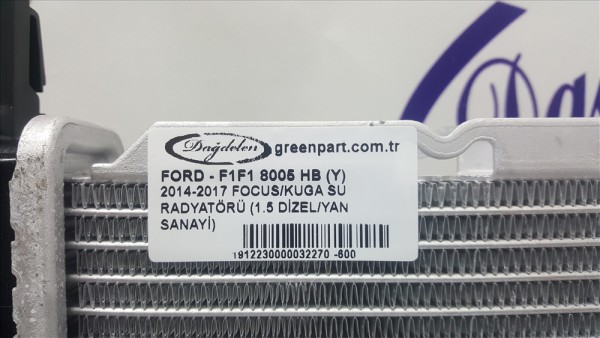 Dağdelen
greenpart.com.tr
FORD - F1F1 8005 HB (Y)
2014-2017 FOCUS/KUGA SU
RADYATÖRÜ (1.5 DİZEL/YAN
SANAYİ)
1912230000032270 -600